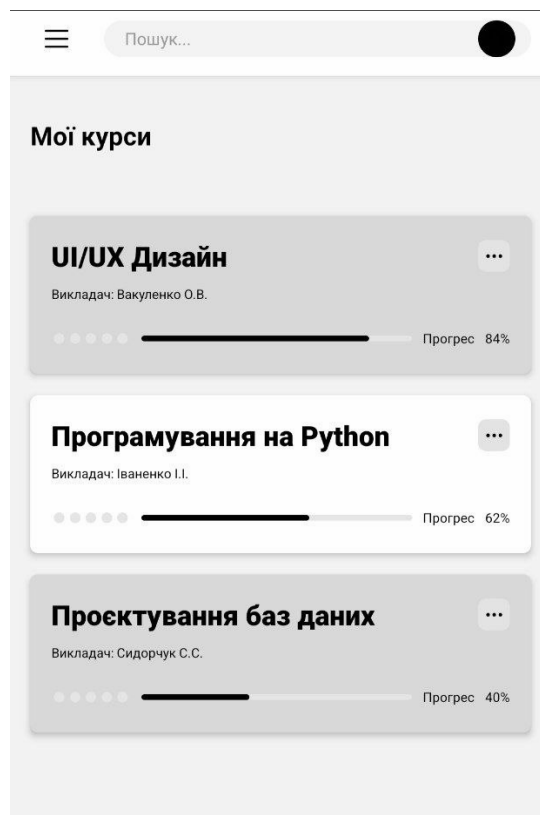 Пошук...
Мої курси
UI/UX Дизайн
Викладач: Вакуленко О.В.
Прогрес 84%
Програмування на Python
Викладач: Іваненко І.І.
Прогрес 62%
Проєктування баз даних
Викладач: Сидорчук С.С.
Прогрес 40%